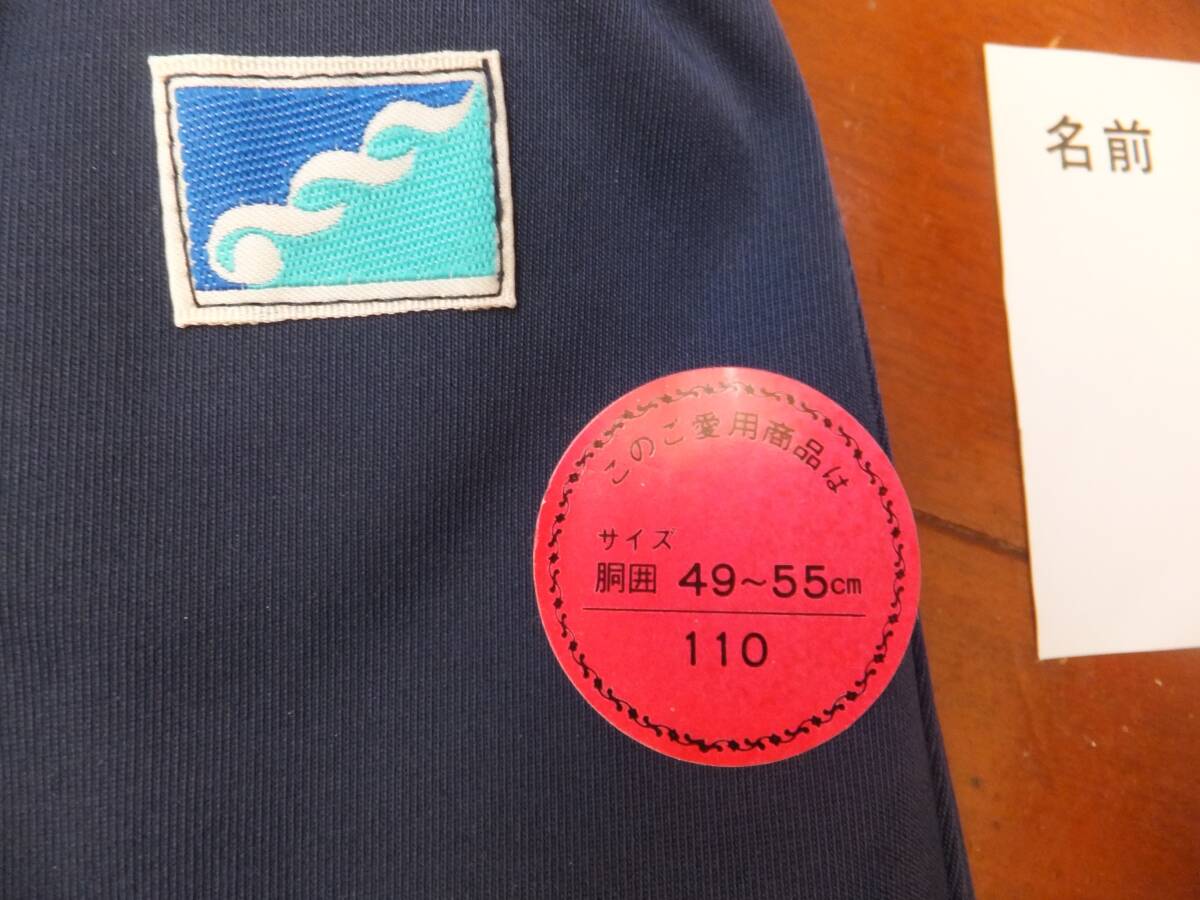 名前
このご愛用商品は
サイズ
胴囲 49~55cm
110